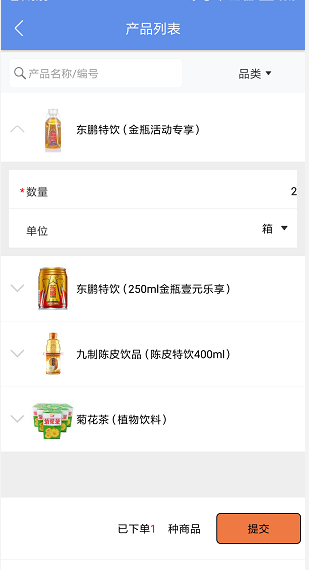 产品列表
产品名称/编号 品类
东鹏特饮(金瓶活动专享)
*数量 2
单位 箱
东鹏特饮(250ml金瓶壹元乐享)
九制陈皮饮品(陈皮特饮400ml)
菊花茶(植物饮料)
已下单1 种商品 提交